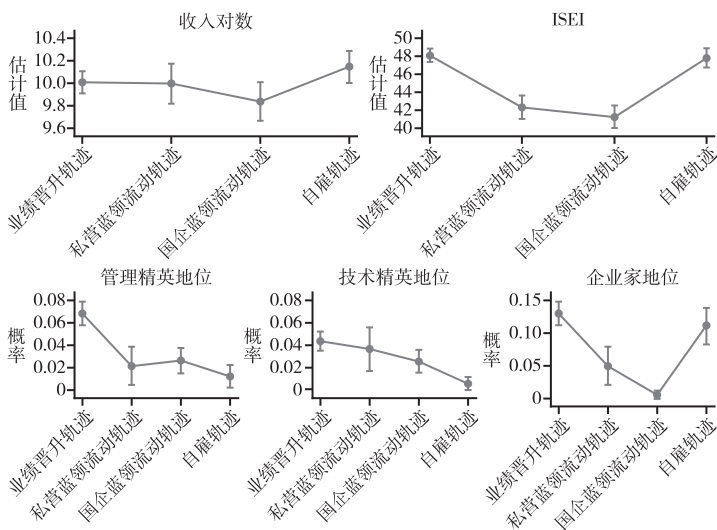 收入对数
估计值
10.4
10.2
10.0
9.8
9.6
业绩晋升轨迹
私营蓝领流动轨迹
国企蓝领流动轨迹
自雇轨迹
ISEI
估计值
50
48
46
44
42
40
业绩晋升轨迹
私营蓝领流动轨迹
国企蓝领流动轨迹
自雇轨迹
管理精英地位
概率
0.08
0.06
0.04
0.02
0
业绩晋升轨迹
私营蓝领流动轨迹
国企蓝领流动轨迹
自雇轨迹
技术精英地位
概率
0.08
0.06
0.04
0.02
0
业绩晋升轨迹
私营蓝领流动轨迹
国企蓝领流动轨迹
自雇轨迹
企业家地位
概率
0.15
0.10
0.05
0
业绩晋升轨迹
私营蓝领流动轨迹
国企蓝领流动轨迹
自雇轨迹